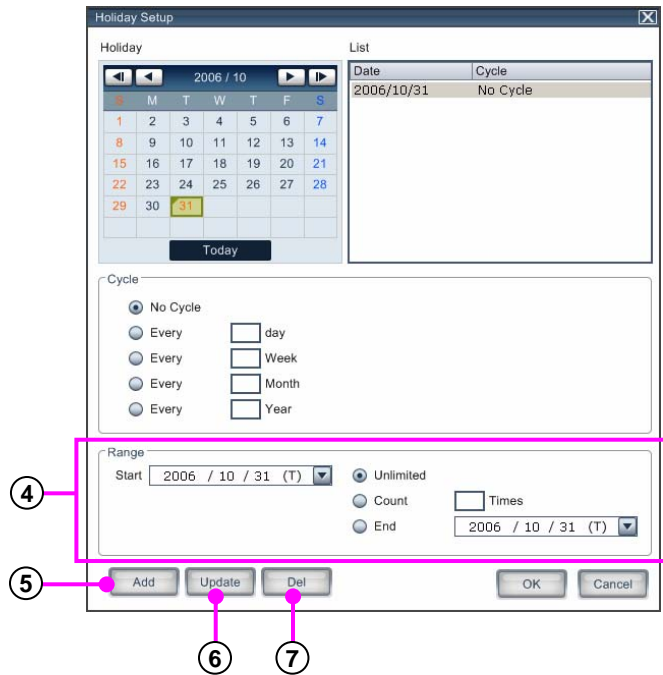 Holiday Setup
Holiday
List
2006 / 10
S M T W T F S
1 2 3 4 5 6 7
8 9 10 11 12 13 14
15 16 17 18 19 20 21
22 23 24 25 26 27 28
29 30 31
Today
Date Cycle
2006/10/31 No Cycle
Cycle
No Cycle
Every day
Every Week
Every Month
Every Year
Range
Start 2006 / 10 / 31 (T)
Unlimited
Count Times
End 2006 / 10 / 31 (T)
4
Add Update Del OK Cancel
5
6 7